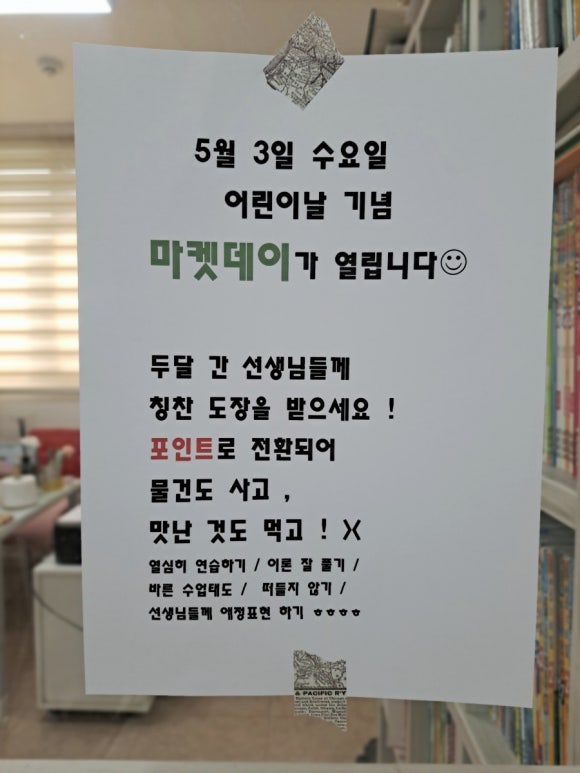 5월 3일 수요일
어린이날 기념
마켓데이가 열립니다☺
두달 간 선생님들께
칭찬 도장을 받으세요 !
포인트로 전환되어
물건도 사고 ,
맛난 것도 먹고 ! X
열심히 연습하기 / 이론 잘 풀기 /
바른 수업태도 / 떠들지 않기 /
선생님들께 애정표현 하기 ㅎㅎㅎㅎ
A PACIFIC R'Y